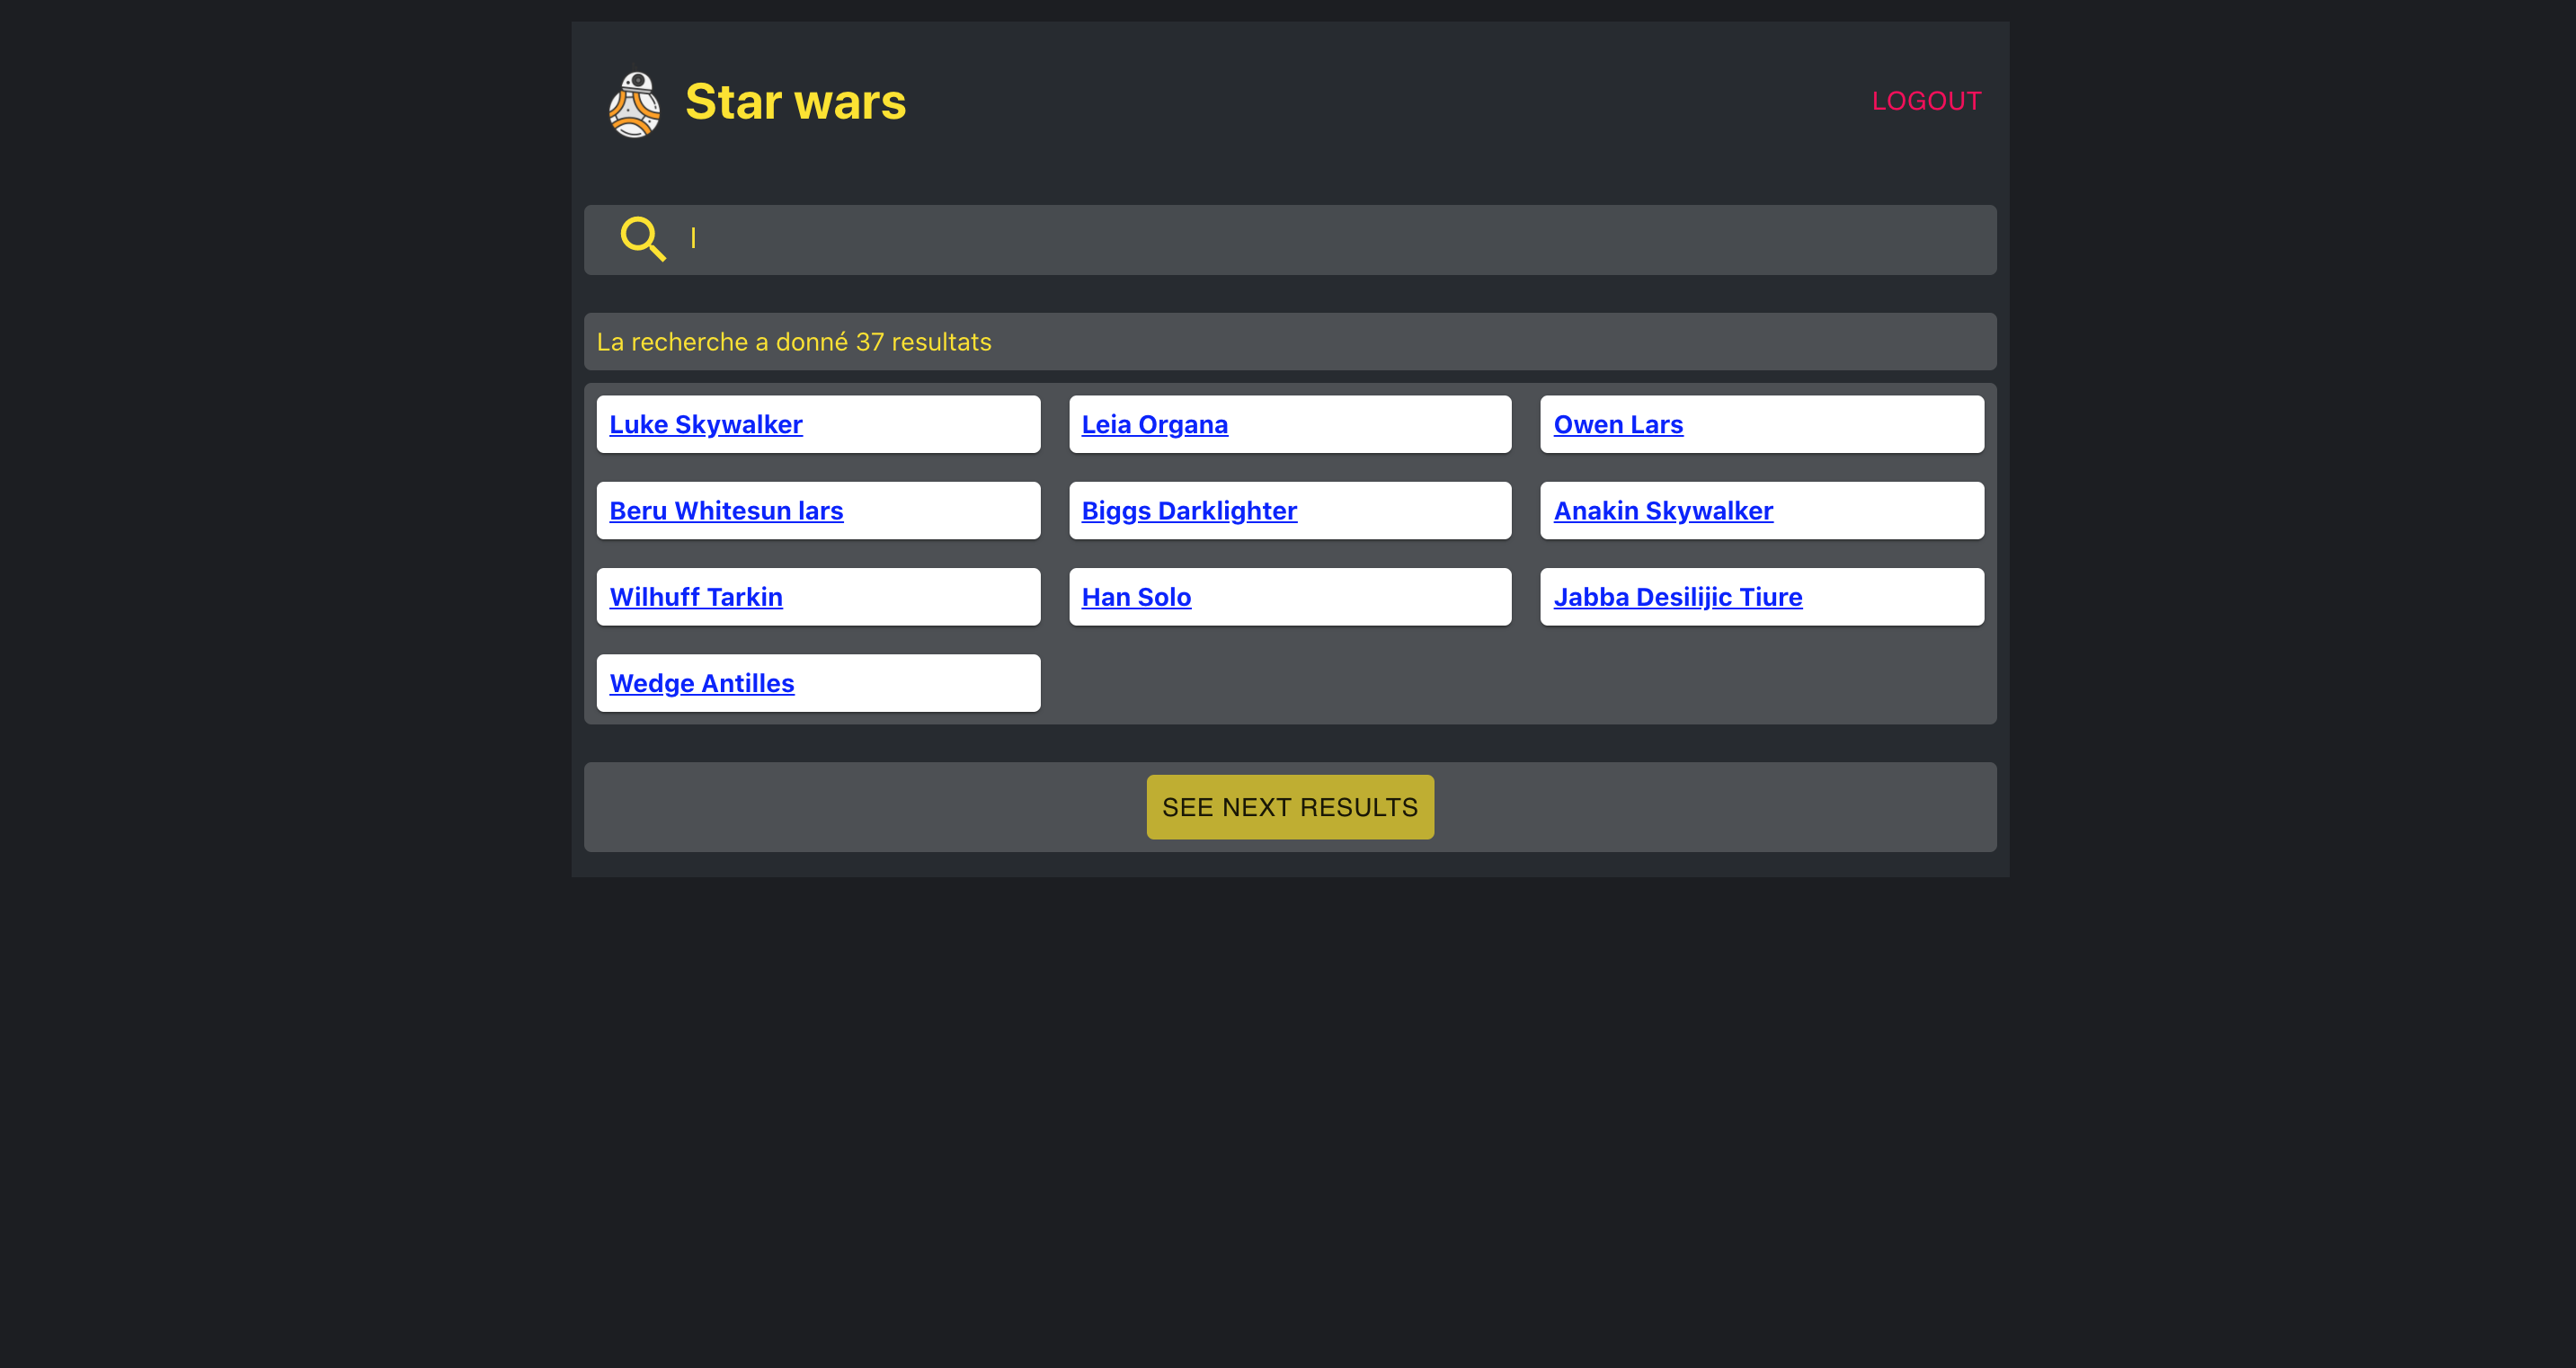 Star wars
LOGOUT
l
La recherche a donné 37 resultats
Luke Skywalker
Leia Organa
Owen Lars
Beru Whitesun lars
Biggs Darklighter
Anakin Skywalker
Wilhuff Tarkin
Han Solo
Jabba Desilijic Tiure
Wedge Antilles
SEE NEXT RESULTS